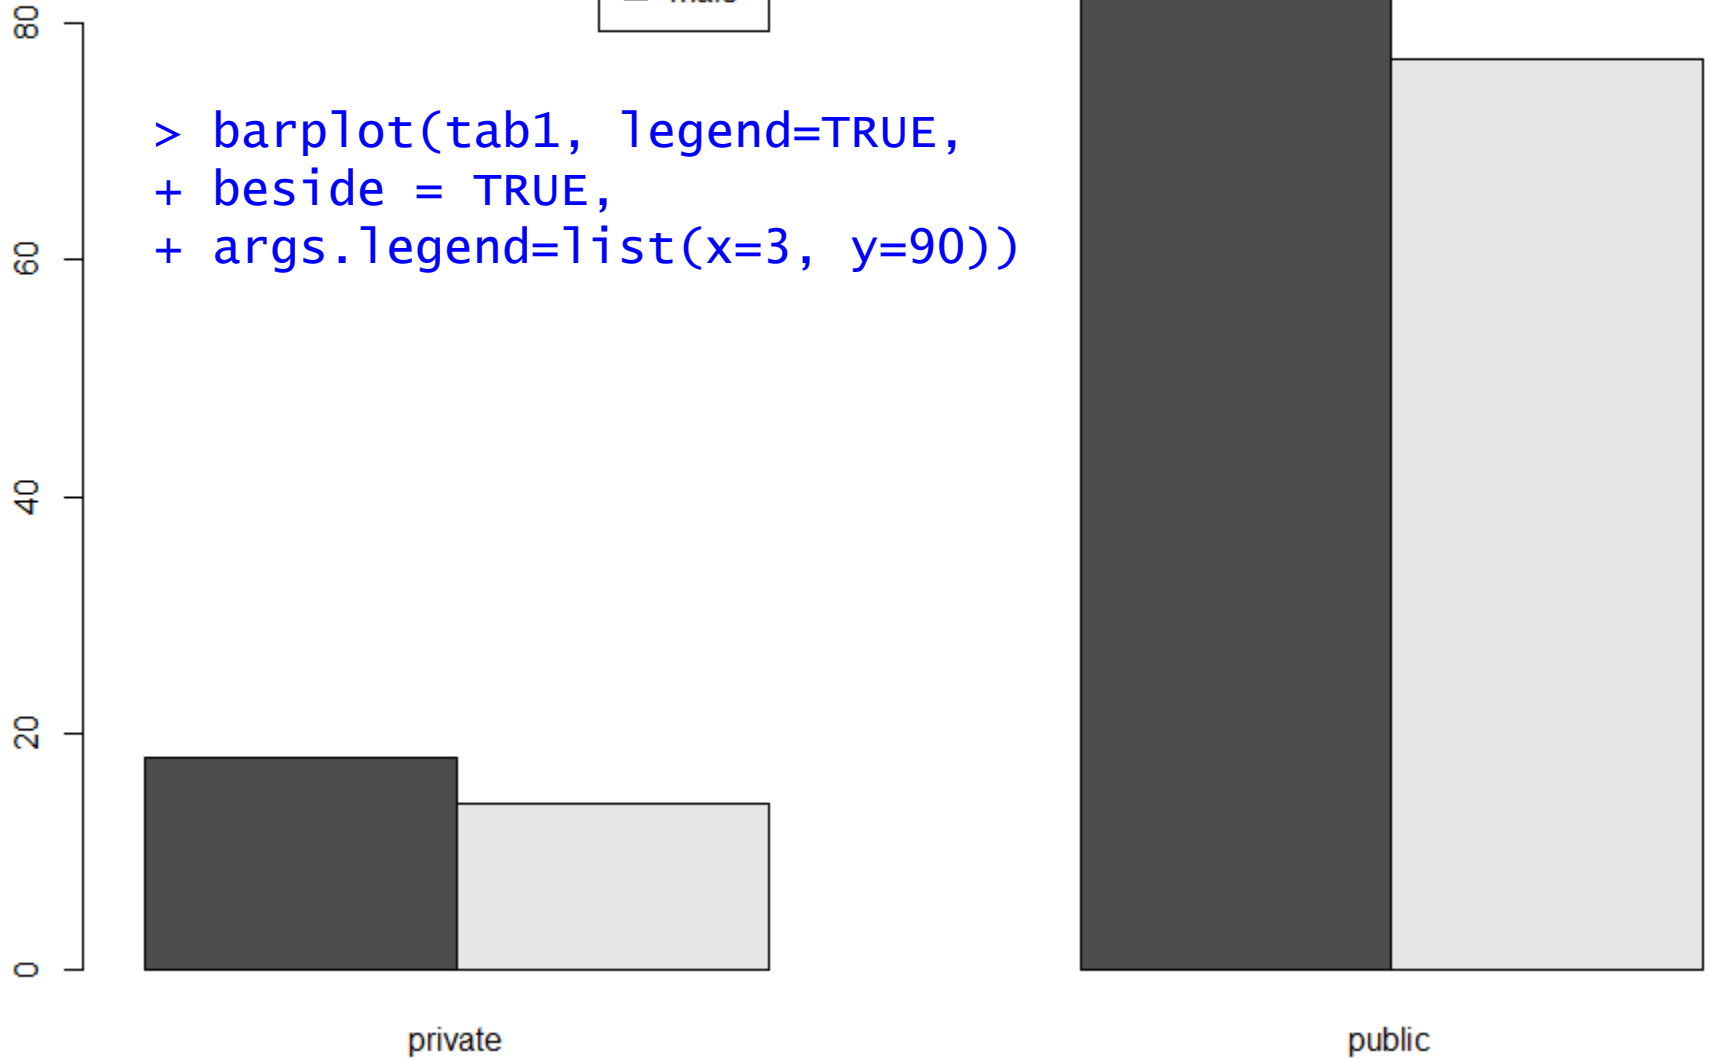 80
> barplot(tab1, legend=TRUE,
+ beside = TRUE,
+ args.legend=list(x=3, y=90))
60
40
20
0
private public